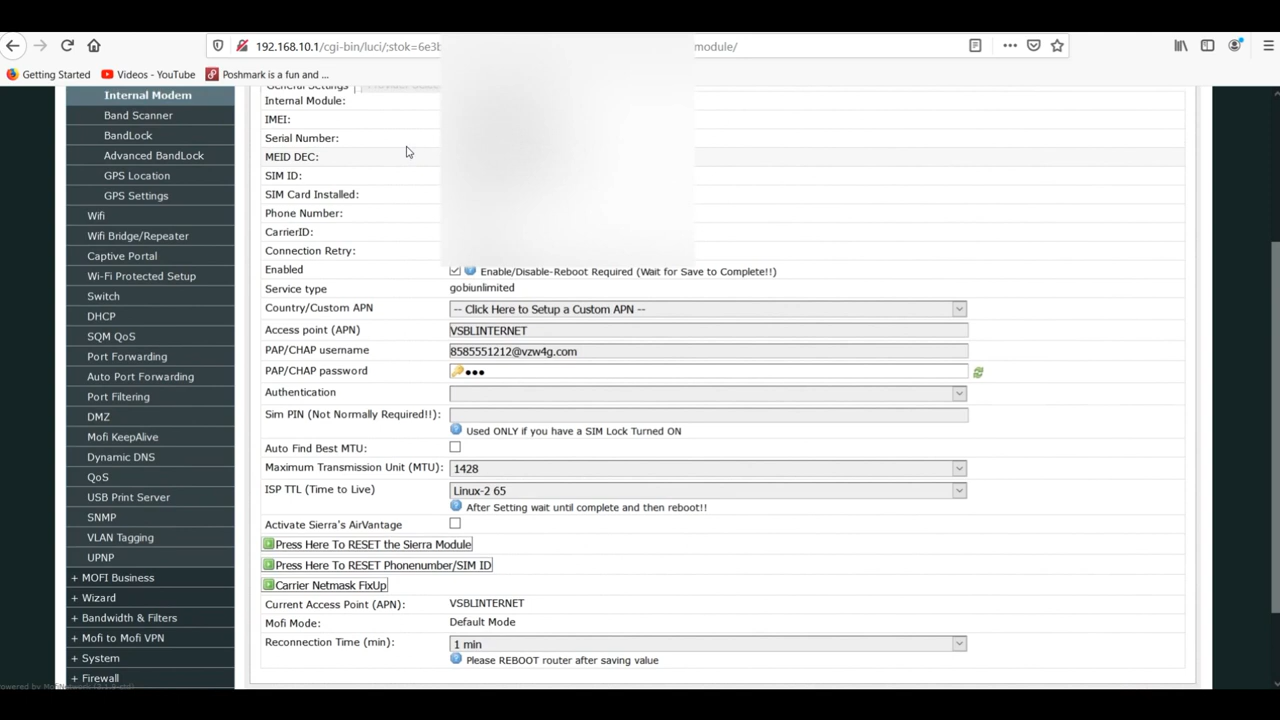 192.168.10.1/cgi-bin/luci/;stok=6e3b module/
Getting Started Videos - YouTube Poshmark is a fun and ...
Internal Modem
Band Scanner
BandLock
Advanced BandLock
GPS Location
GPS Settings
Wifi
Wifi Bridge/Repeater
Captive Portal
Wi-Fi Protected Setup
Switch
DHCP
SQM QoS
Port Forwarding
Auto Port Forwarding
Port Filtering
DMZ
Mofi KeepAlive
Dynamic DNS
QoS
USB Print Server
SNMP
VLAN Tagging
UPNP
+ MOFI Business
+ Wizard
+ Bandwidth & Filters
+ Mofi to Mofi VPN
+ System
+ Firewall
General Settings
Internal Module:
IMEI:
Serial Number:
MEID DEC:
SIM ID:
SIM Card Installed:
Phone Number:
CarrierID:
Connection Retry:
Enabled Enable/Disable-Reboot Required (Wait for Save to Complete!!)
Service type gobiunlimited
Country/Custom APN -- Click Here to Setup a Custom APN --
Access point (APN) VSBLINTERNET
PAP/CHAP username 8585551212@vzw4g.com
PAP/CHAP password •••
Authentication
Sim PIN (Not Normally Required!!):
Used ONLY if you have a SIM Lock Turned ON
Auto Find Best MTU:
Maximum Transmission Unit (MTU): 1428
ISP TTL (Time to Live) Linux-2 65
After Setting wait until complete and then reboot!!
Activate Sierra's AirVantage
Press Here To RESET the Sierra Module
Press Here To RESET Phonenumber/SIM ID
Carrier Netmask FixUp
Current Access Point (APN): VSBLINTERNET
Mofi Mode: Default Mode
Reconnection Time (min): 1 min
Please REBOOT router after saving value